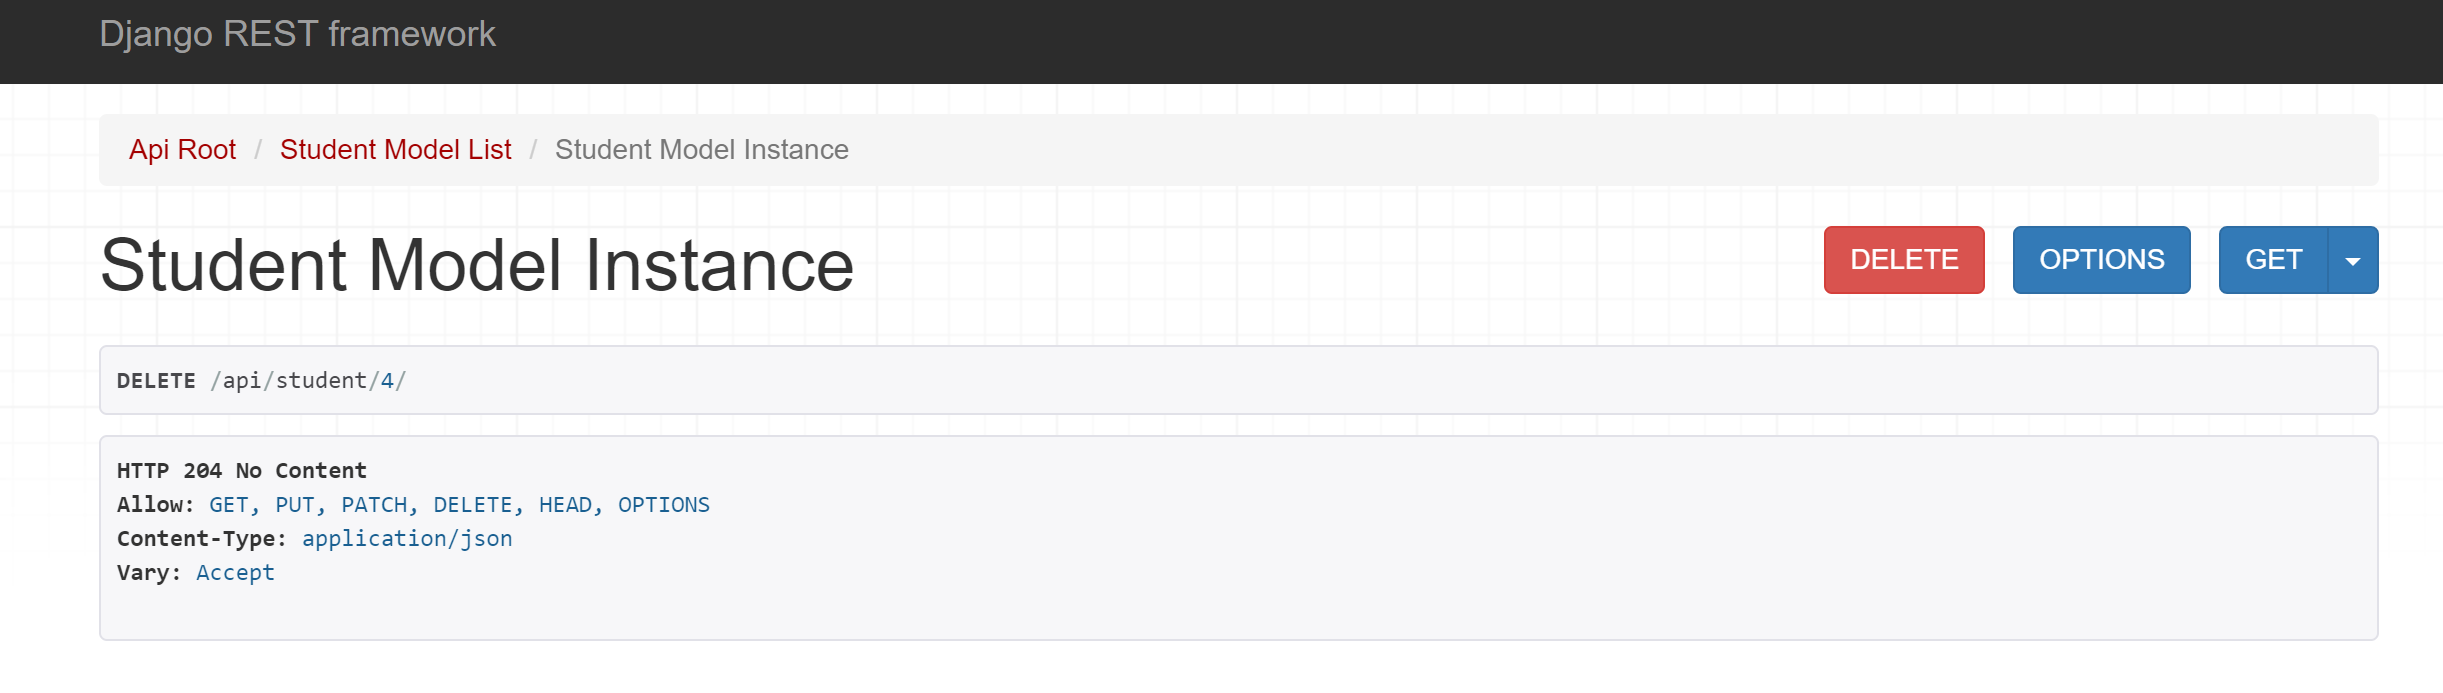 Django REST framework
Api Root / Student Model List / Student Model Instance
Student Model Instance
DELETE OPTIONS GET
DELETE /api/student/4/
HTTP 204 No Content
Allow: GET, PUT, PATCH, DELETE, HEAD, OPTIONS
Content-Type: application/json
Vary: Accept